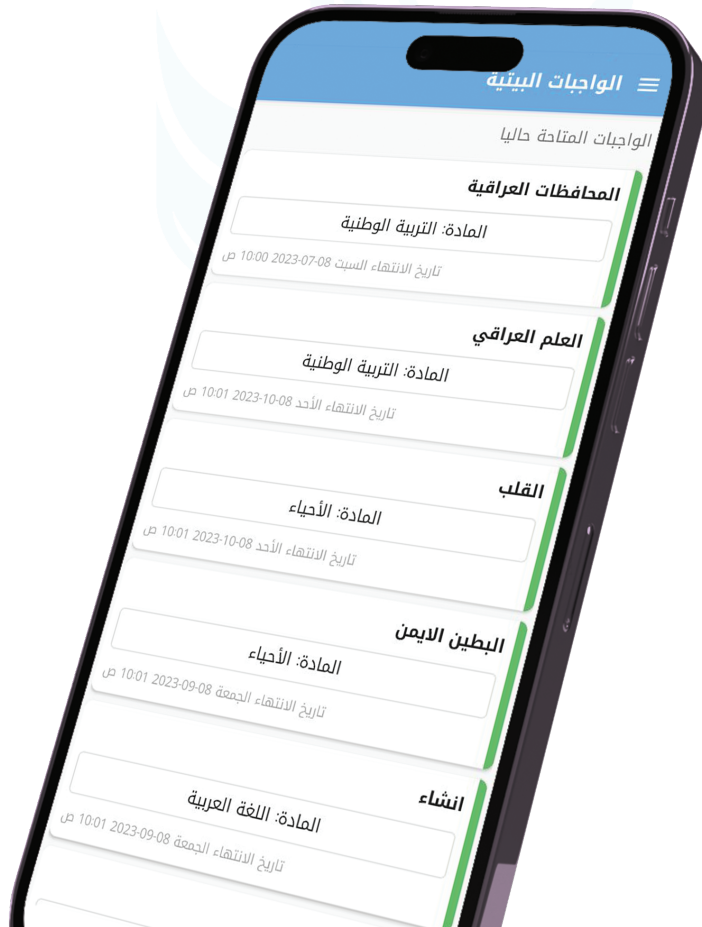 الواجبات البيتية
الواجبات المتاحة حاليا
المحافظات العراقية
المادة: التربية الوطنية
تاريخ الانتهاء السبت 08-07-2023 10:00 ص
العلم العراقي
المادة: التربية الوطنية
تاريخ الانتهاء الأحد 08-10-2023 10:01 ص
القلب
المادة: الأحياء
تاريخ الانتهاء الأحد 08-10-2023 10:01 ص
البطين الايمن
المادة: الأحياء
تاريخ الانتهاء الجمعة 08-09-2023 10:01 ص
انشاء
المادة: اللغة العربية
تاريخ الانتهاء الجمعة 08-09-2023 10:01 ص